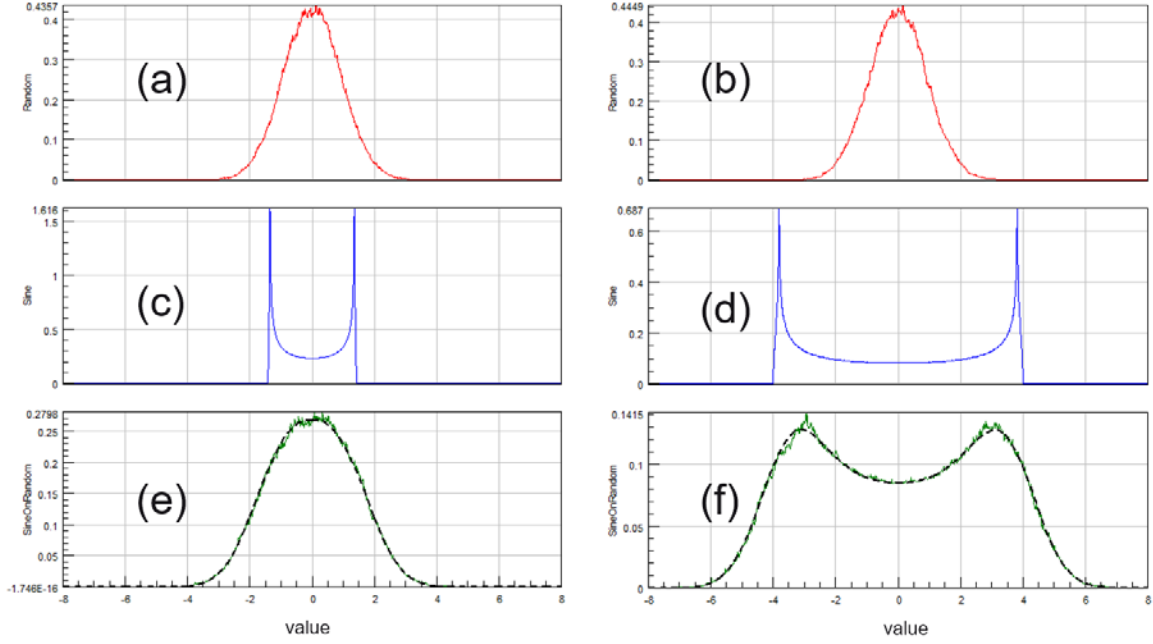 0.4357
0.4
0.3
0.2
0.1
0
Random
(a)
0.4449
0.4
0.3
0.2
0.1
0
Random
(b)
1.616
1.5
1
0.5
0
Sine
(c)
0.687
0.6
0.4
0.2
0
Sine
(d)
0.2798
0.25
0.2
0.15
0.1
0.05
-1.746E-16
SineOnRandom
(e)
-8 -6 -4 -2 0 2 4 6 8
value
0.1415
0.1
0.05
0
SineOnRandom
(f)
-8 -6 -4 -2 0 2 4 6 8
value